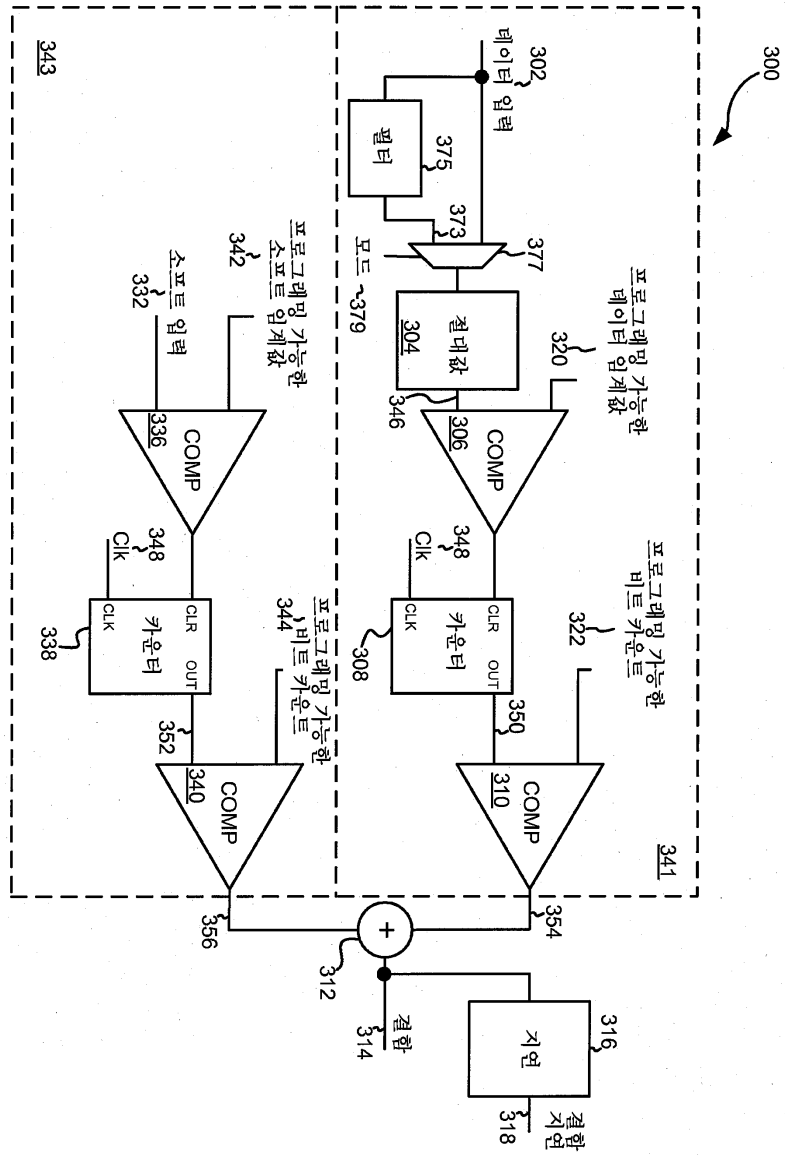 300
302
데이터 입력
필터
375
373
377
모드
379
절대값
304
346
프로그래밍 가능한
데이터 임계값
320
COMP
306
348
Clk
CLR
CLK
OUT
카운터
308
프로그래밍 가능한
비트 카운트
322
350
COMP
310
341
354
343
프로그래밍 가능한
소프트 임계값
342
소프트 입력
332
COMP
336
348
Clk
CLR
CLK
OUT
카운터
338
프로그래밍 가능한
비트 카운트
344
352
COMP
340
356
+
312
결함
314
지연
316
결함
지연
318